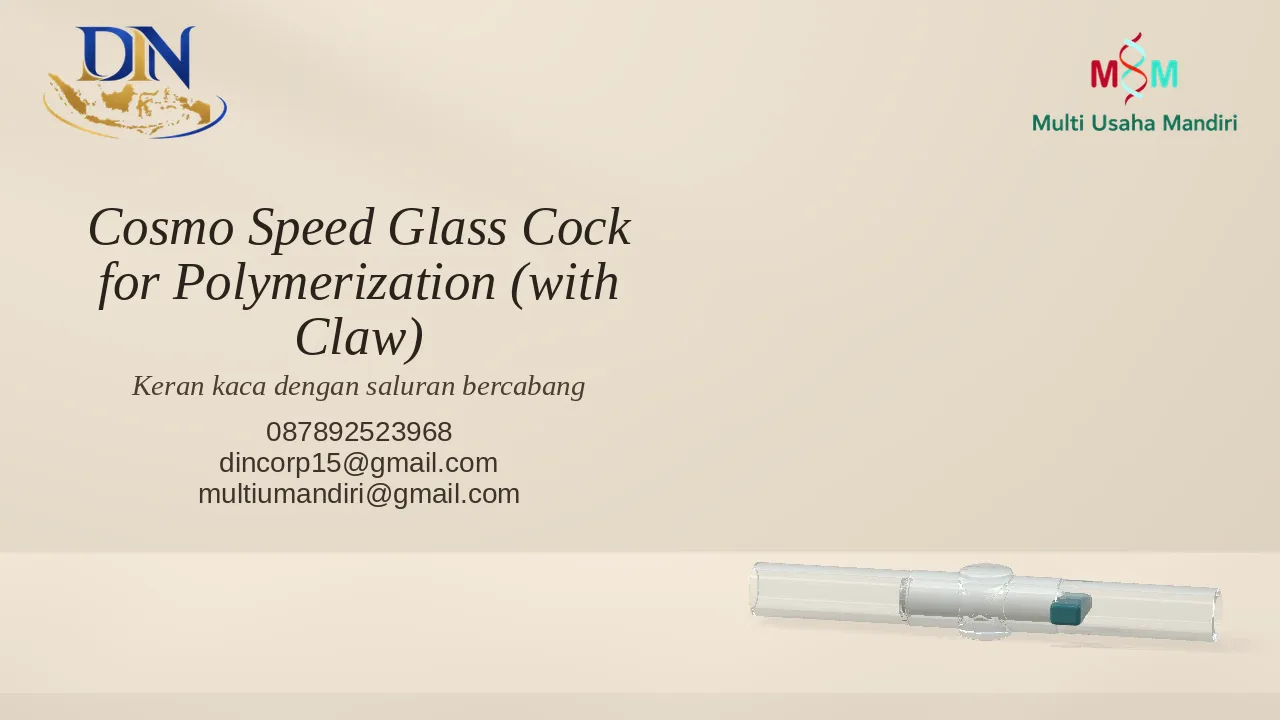 DIN
MSM
Multi Usaha Mandiri
Cosmo Speed Glass Cock
for Polymerization (with
Claw)
Keran kaca dengan saluran bercabang
087892523968
dincorp15@gmail.com
multiumandiri@gmail.com